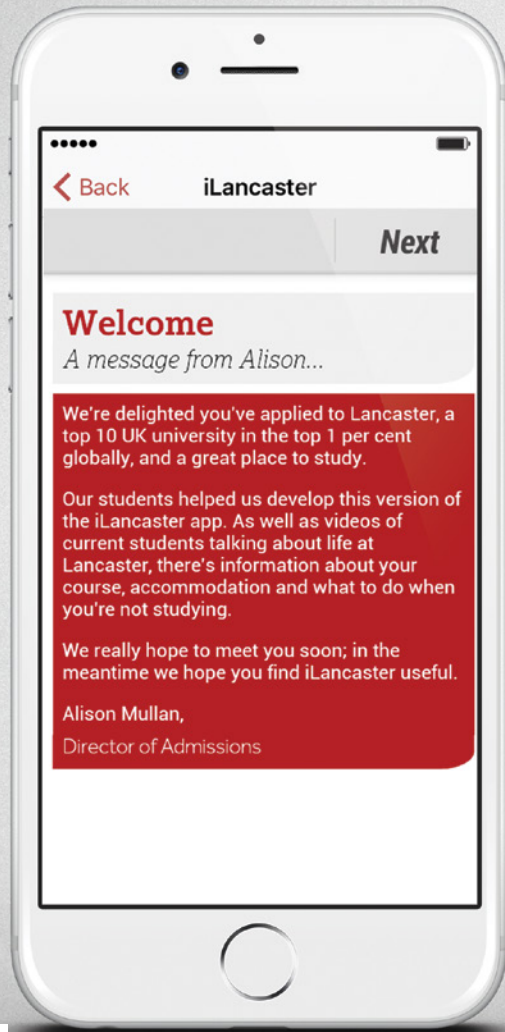 Back
iLancaster
Next
Welcome
A message from Alison...
We're delighted you've applied to Lancaster, a
top 10 UK university in the top 1 per cent
globally, and a great place to study.
Our students helped us develop this version of
the iLancaster app. As well as videos of
current students talking about life at
Lancaster, there's information about your
course, accommodation and what to do when
you're not studying.
We really hope to meet you soon; in the
meantime we hope you find iLancaster useful.
Alison Mullan,
Director of Admissions